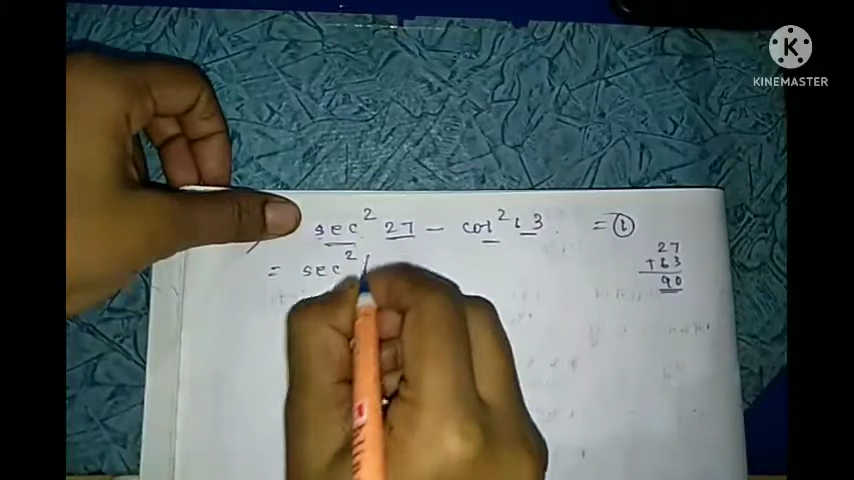 KINEMASTER
sec² 27 - cot² 63 = 1
= sec²
27
+63
90